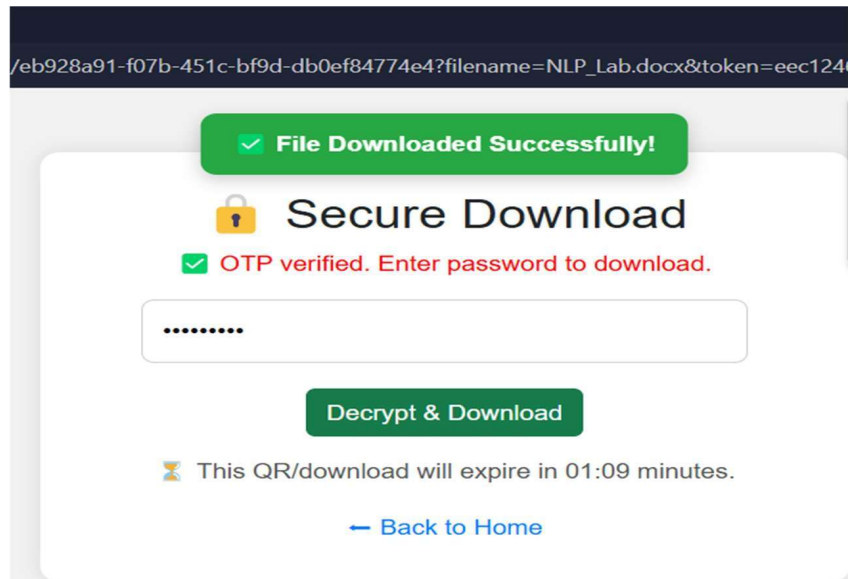 /eb928a91-f07b-451c-bf9d-db0ef84774e4?filename=NLP_Lab.docx&token=eec1240
✅ File Downloaded Successfully!
🔒 Secure Download
✅ OTP verified. Enter password to download.
•••••••••
Decrypt & Download
⏳ This QR/download will expire in 01:09 minutes.
← Back to Home